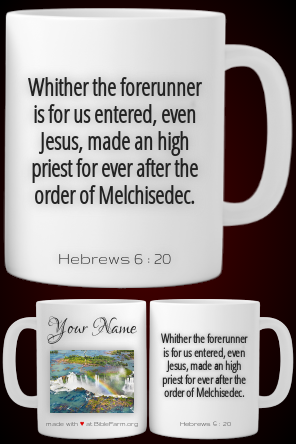 Whither the forerunner
is for us entered, even
Jesus, made an high
priest for ever after the
order of Melchisedec.
Hebrews 6 : 20
Your Name
made with ♥ at BibleFarm.org
Whither the forerunner
is for us entered, even
Jesus, made an high
priest for ever after the
order of Melchisedec.
Hebrews 6 : 20